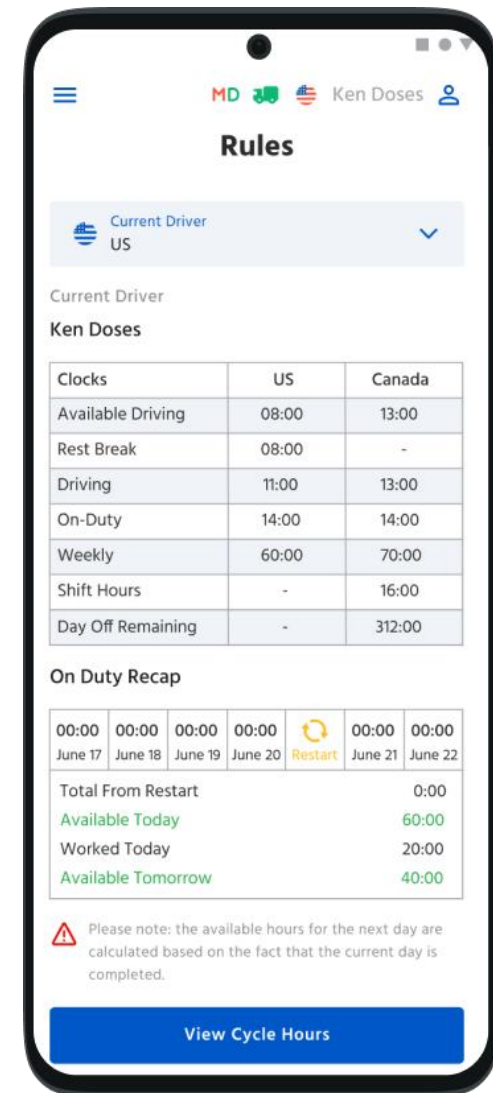 MD Ken Doses
Rules
Current Driver
US
Current Driver
Ken Doses
Clocks US Canada
Available Driving 08:00 13:00
Rest Break 08:00 -
Driving 11:00 13:00
On-Duty 14:00 14:00
Weekly 60:00 70:00
Shift Hours - 16:00
Day Off Remaining - 312:00
On Duty Recap
00:00 00:00 00:00 00:00 00:00 00:00
June 17 June 18 June 19 June 20 Restart June 21 June 22
Total From Restart 0:00
Available Today 60:00
Worked Today 20:00
Available Tomorrow 40:00
Please note: the available hours for the next day are
calculated based on the fact that the current day is
completed.
View Cycle Hours